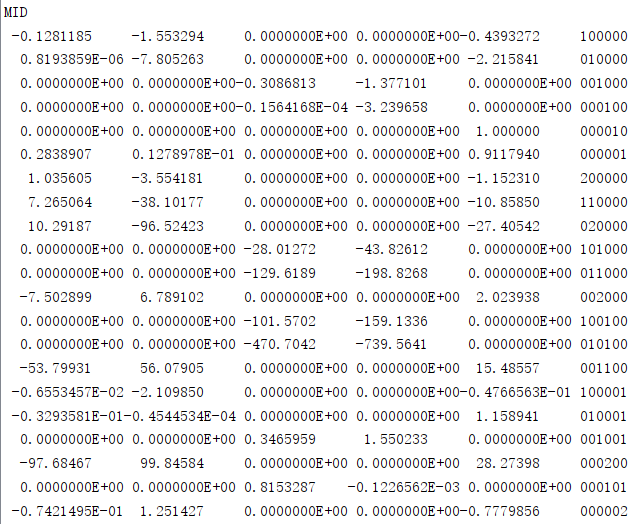 MID
-0.1281185 -1.553294 0.0000000E+00 0.0000000E+00-0.4393272 100000
0.8193859E-06 -7.805263 0.0000000E+00 0.0000000E+00 -2.215841 010000
0.0000000E+00 0.0000000E+00-0.3086813 -1.377101 0.0000000E+00 001000
0.0000000E+00 0.0000000E+00-0.1564168E-04 -3.239658 0.0000000E+00 000100
0.0000000E+00 0.0000000E+00 0.0000000E+00 0.0000000E+00 1.000000 000010
0.2838907 0.1278978E-01 0.0000000E+00 0.0000000E+00 0.9117940 000001
1.035605 -3.554181 0.0000000E+00 0.0000000E+00 -1.152310 200000
7.265064 -38.10177 0.0000000E+00 0.0000000E+00 -10.85850 110000
10.29187 -96.52423 0.0000000E+00 0.0000000E+00 -27.40542 020000
0.0000000E+00 0.0000000E+00 -28.01272 -43.82612 0.0000000E+00 101000
0.0000000E+00 0.0000000E+00 -129.6189 -198.8268 0.0000000E+00 011000
-7.502899 6.789102 0.0000000E+00 0.0000000E+00 2.023938 002000
0.0000000E+00 0.0000000E+00 -101.5702 -159.1336 0.0000000E+00 100100
0.0000000E+00 0.0000000E+00 -470.7042 -739.5641 0.0000000E+00 010100
-53.79931 56.07905 0.0000000E+00 0.0000000E+00 15.48557 001100
-0.6553457E-02 -2.109850 0.0000000E+00 0.0000000E+00-0.4766563E-01 100001
-0.3293581E-01-0.4544534E-04 0.0000000E+00 0.0000000E+00 1.158941 010001
0.0000000E+00 0.0000000E+00 0.3465959 1.550233 0.0000000E+00 001001
-97.68467 99.84584 0.0000000E+00 0.0000000E+00 28.27398 000200
0.0000000E+00 0.0000000E+00 0.8153287 -0.1226562E-03 0.0000000E+00 000101
-0.7421495E-01 1.251427 0.0000000E+00 0.0000000E+00-0.7779856 000002